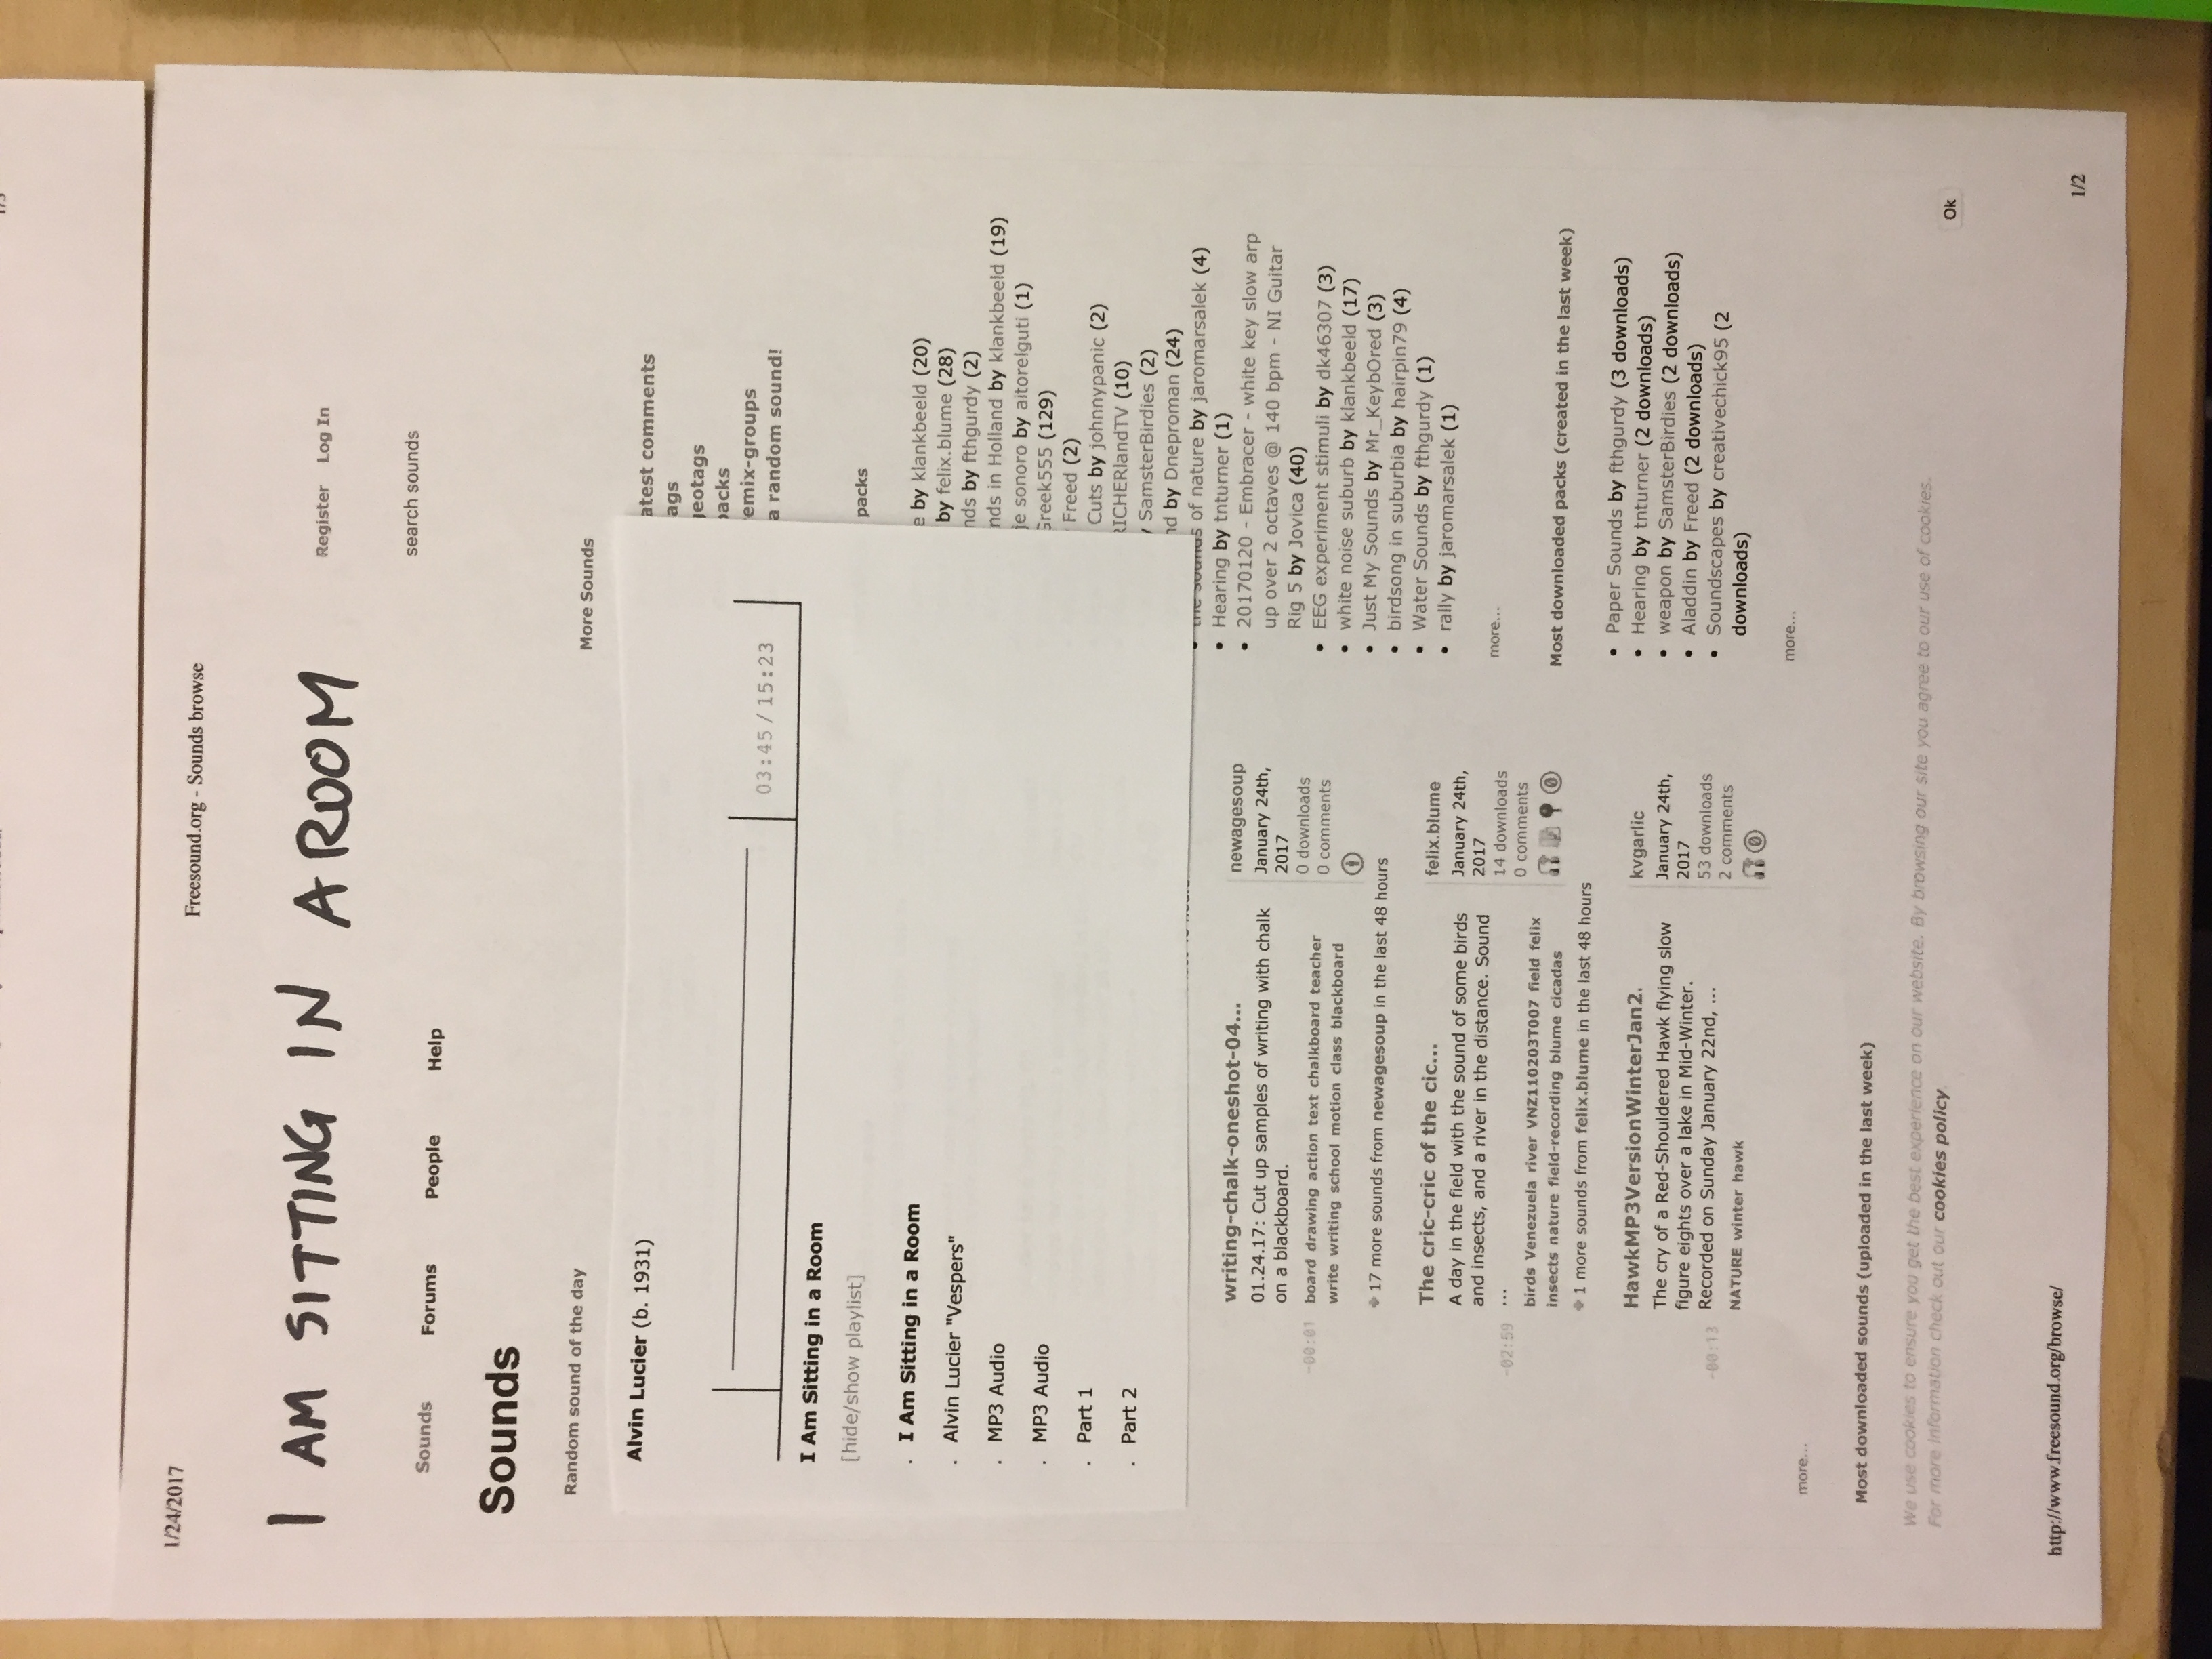 1/24/2017
Freesound.org - Sounds browse
I AM SITTING IN A ROOM
Register Log In
search sounds
Sounds Forums People Help
Sounds
Random sound of the day
Alvin Lucier (b. 1931)
03:45 / 15:23
I Am Sitting in a Room
[hide/show playlist]
. I Am Sitting in a Room
. Alvin Lucier "Vespers"
. MP3 Audio
. MP3 Audio
. Part 1
. Part 2
writing-chalk-oneshot-04...
01.24.17: Cut up samples of writing with chalk
on a blackboard.
-00:01
board drawing action text chalkboard teacher
write writing school motion class blackboard
newagesoup
January 24th,
2017
0 downloads
0 comments
17 more sounds from newagesoup in the last 48 hours
The cric-cric of the cic...
A day in the field with the sound of some birds
and insects, and a river in the distance. Sound
...
-02:59
birds Venezuela river VNZ110203T007 field felix
insects nature field-recording blume cicadas
felix.blume
January 24th,
2017
14 downloads
0 comments
1 more sounds from felix.blume in the last 48 hours
HawkMP3VersionWinterJan2.
The cry of a Red-Shouldered Hawk flying slow
figure eights over a lake in Mid-Winter.
Recorded on Sunday January 22nd, ...
-00:13
NATURE winter hawk
kvgarlic
January 24th,
2017
53 downloads
2 comments
more...
More Sounds
comments
a random sound!
packs
by klankbeeld (20)
by felix.blume (28)
by fthgurdy (2)
in Holland by klankbeeld (19)
sonoro by aitorelguti (1)
(129)
Freed (2)
Cuts by johnnypanic (2)
(10)
SamsterBirdies (2)
by Dneproman (24)
• the sounds of nature by jaromarsalek (4)
• Hearing by tnturner (1)
• 20170120 - Embracer - white key slow arp
up over 2 octaves @ 140 bpm - NI Guitar
Rig 5 by Jovica (40)
• EEG experiment stimuli by dk46307 (3)
• white noise suburb by klankbeeld (17)
• Just My Sounds by Mr_KeybOred (3)
• birdsong in suburbia by hairpin79 (4)
• Water Sounds by fthgurdy (1)
• rally by jaromarsalek (1)
more...
Most downloaded packs (created in the last week)
• Paper Sounds by fthgurdy (3 downloads)
• Hearing by tnturner (2 downloads)
• weapon by SamsterBirdies (2 downloads)
• Aladdin by Freed (2 downloads)
• Soundscapes by creativechick95 (2
downloads)
more...
Most downloaded sounds (uploaded in the last week)
We use cookies to ensure you get the best experience on our website. By browsing our site you agree to our use of cookies.
For more information check out our cookies policy
Ok
http://www.freesound.org/browse/
1/2